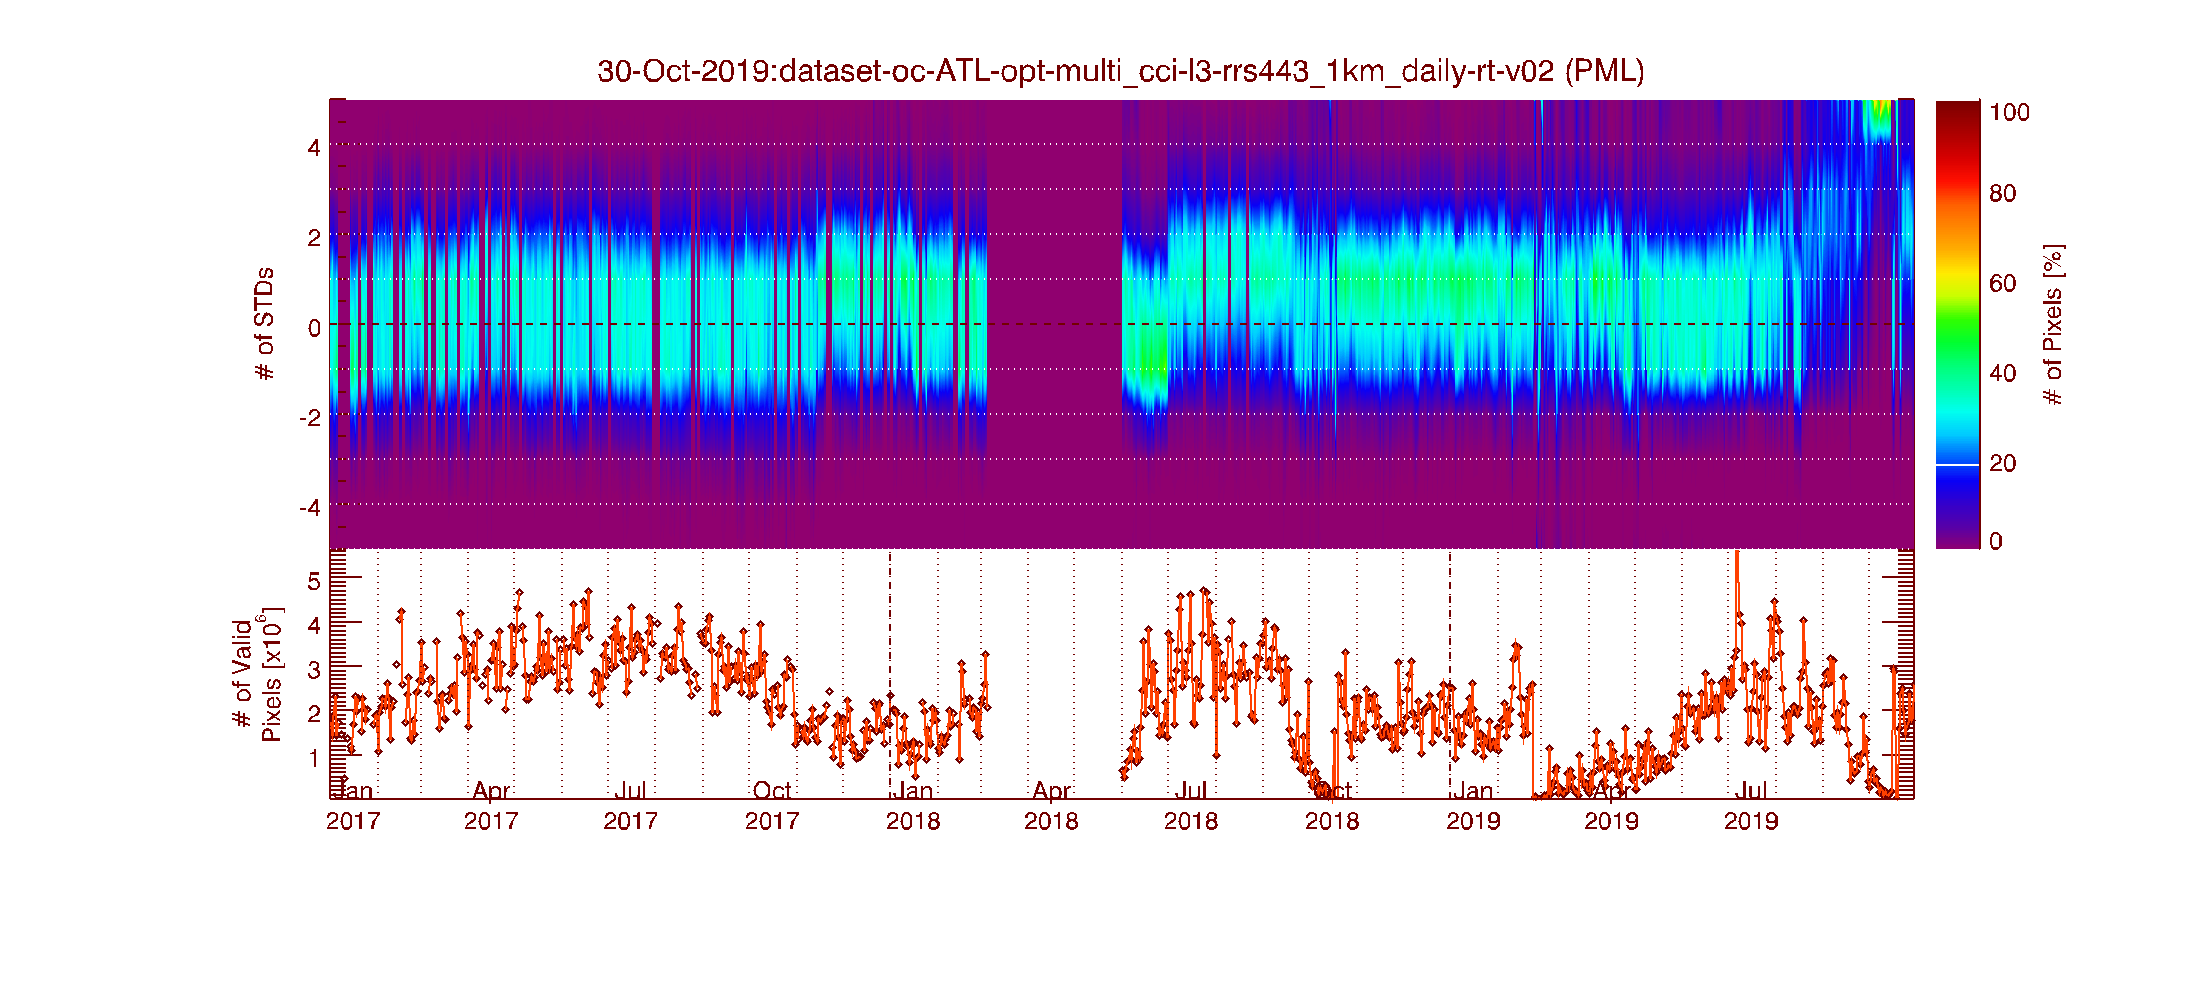 30-Oct-2019:dataset-oc-ATL-opt-multi_cci-l3-rrs443_1km_daily-rt-v02 (PML)
# of STDs
4
2
0
-2
-4
100
80
60
40
20
0
# of Pixels [%]
# of Valid
Pixels [x10⁶]
5
4
3
2
1
Jan Apr Jul Oct Jan Apr Jul Oct Jan Apr Jul
2017 2017 2017 2017 2018 2018 2018 2018 2019 2019 2019